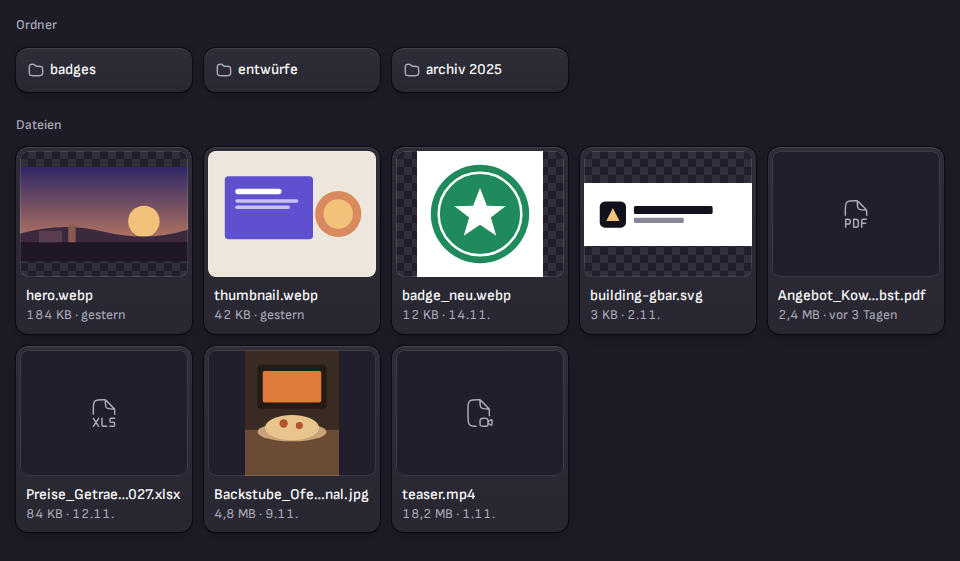 Ordner
badges
entwürfe
archiv 2025
Dateien
hero.webp
184 KB · gestern
thumbnail.webp
42 KB · gestern
badge_neu.webp
12 KB · 14.11.
building-gbar.svg
3 KB · 2.11.
PDF
Angebot_Kow...bst.pdf
2,4 MB · vor 3 Tagen
XLS
Preise_Getrae...027.xlsx
84 KB · 12.11.
Backstube_Ofe...nal.jpg
4,8 MB · 9.11.
teaser.mp4
18,2 MB · 1.11.